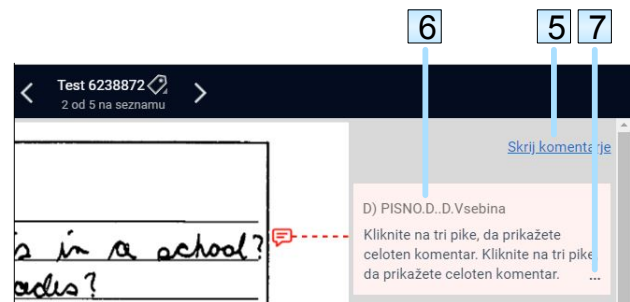 6 5 7
Test 6238872
2 od 5 na seznamu
Skrij komentarje
D) PISNO.D..D.Vsebina
Kliknite na tri pike, da prikažete
celoten komentar. Kliknite na tri pike,
da prikažete celoten komentar. ...
is in a school?
ades?